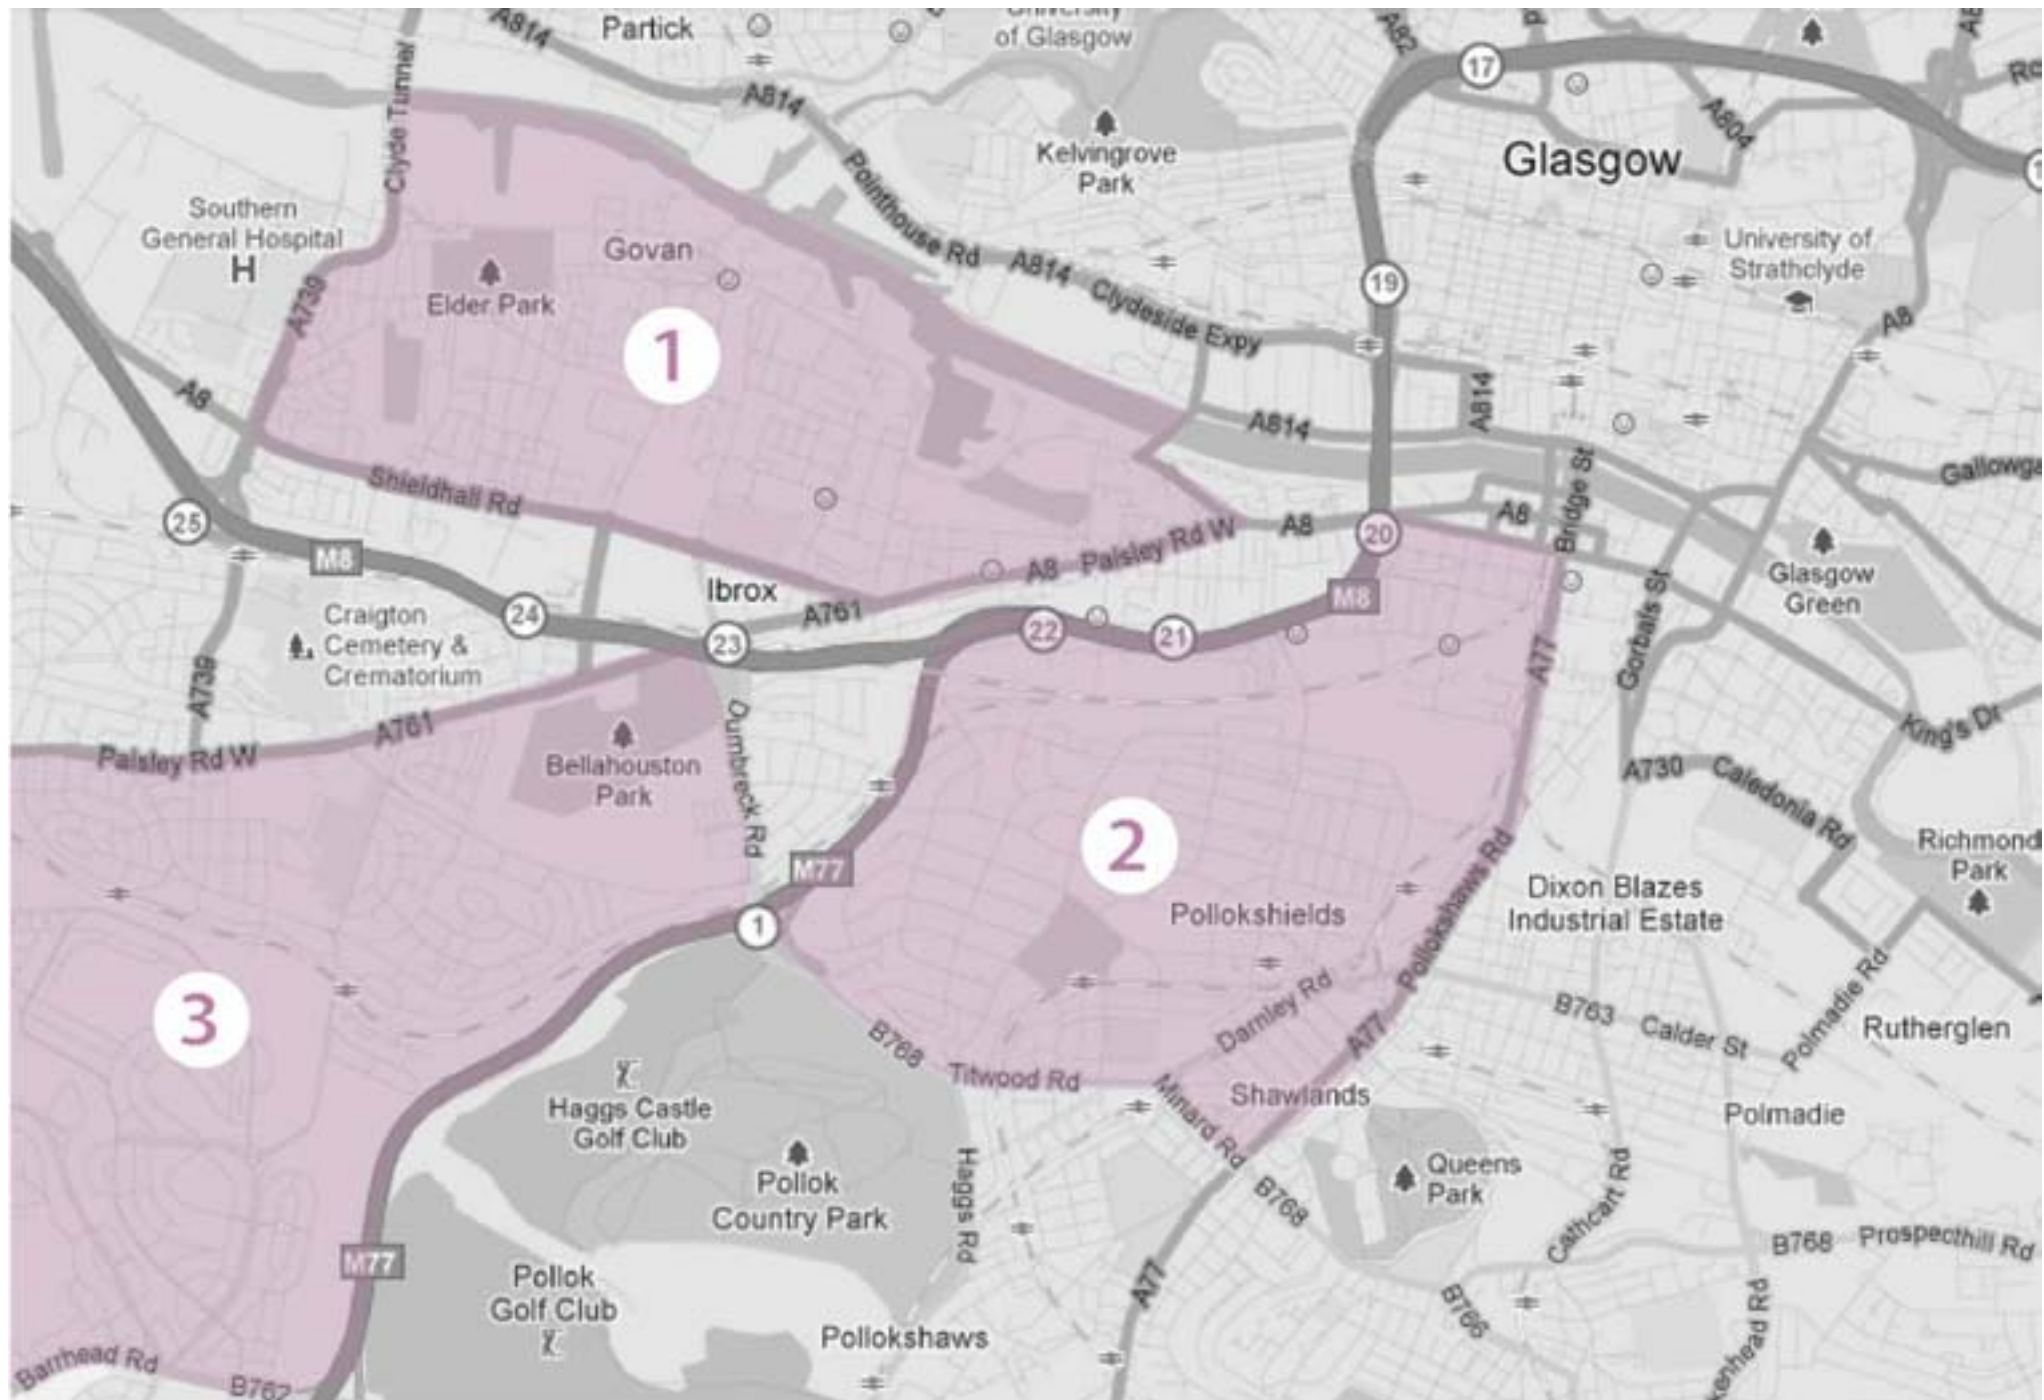 A814
Partick
University
of Glasgow
A82
17
Clyde Tunnel
A814
A804
Kelvingrove
Park
Glasgow
Pointhouse Rd
Southern
General Hospital
H
Govan
A814
19
University of
Strathclyde
A739
Elder Park
Clydeside Expy
A8
1
A8
A814
A814
Bridge St
Shieldhall Rd
Gallowga
25
M8
A8
Paisley Rd W
A8
20
A8
Glasgow
Green
Ibrox
24
A761
M8
Craigton
Cemetery &
Crematorium
23
22
21
Gorbals St
A77
A739
A761
Paisley Rd W
Dumbreck Rd
King's Dr
Bellahouston
Park
A730
Caledonia Rd
2
M77
Richmond
Park
Pollokshaws Rd
Dixon Blazes
Industrial Estate
1
Pollokshields
3
Darnley Rd
A77
B763
Calder St
Polmadie Rd
Rutherglen
B768
Titwood Rd
Minard Rd
Shawlands
Haggs Castle
Golf Club
Polmadie
Haggs Rd
Pollok
Country Park
Queens
Park
B768
Cathcart Rd
M77
B768
Prospecthill Rd
Pollok
Golf Club
A77
B766
Pollokshaws
kenhead Rd
Barrhead Rd
B762